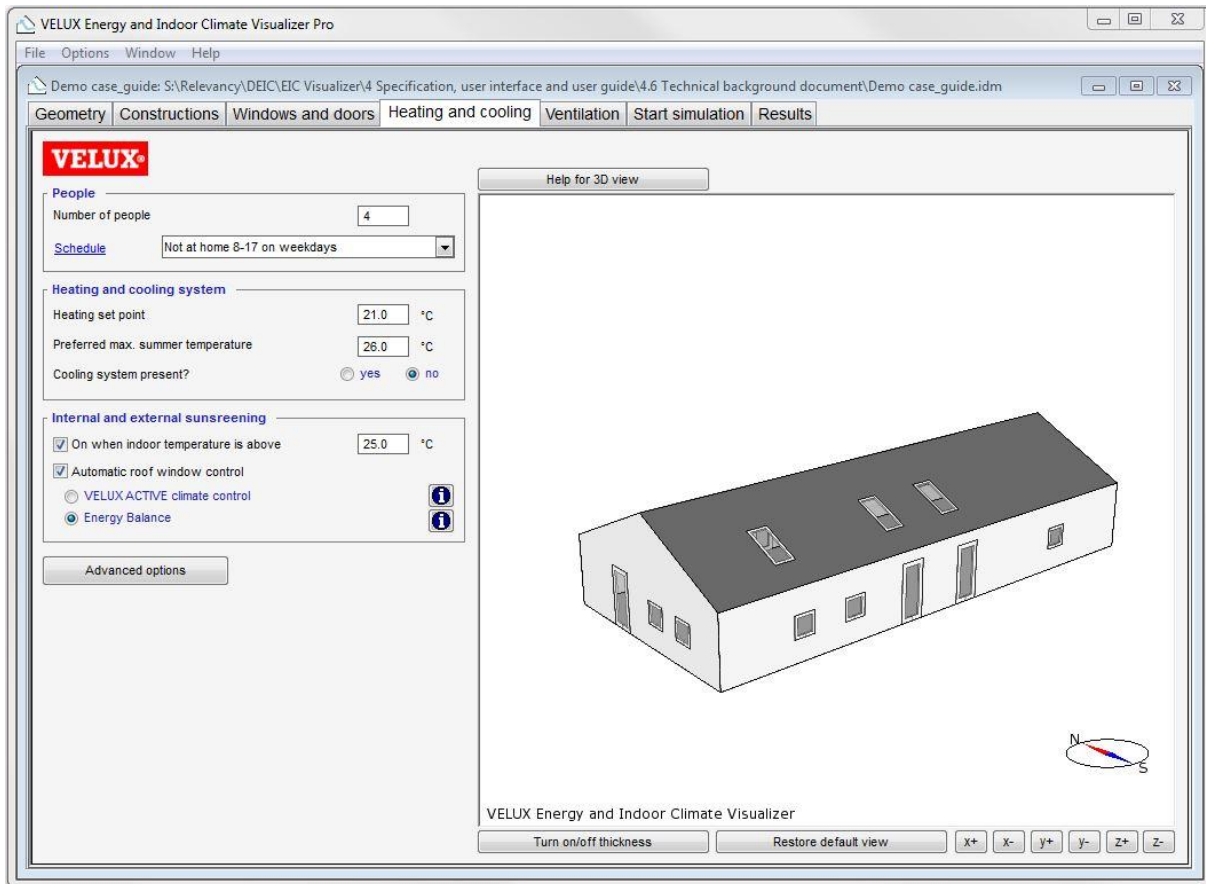 VELUX Energy and Indoor Climate Visualizer Pro
File Options Window Help
Demo case_guide: S:\Relevancy\DEIC\EIC Visualizer\4 Specification, user interface and user guide\4.6 Technical background document\Demo case_guide.idm
Geometry Constructions Windows and doors Heating and cooling Ventilation Start simulation Results
VELUX®
Help for 3D view
People
Number of people 4
Schedule Not at home 8-17 on weekdays
Heating and cooling system
Heating set point 21.0 °C
Preferred max. summer temperature 26.0 °C
Cooling system present? yes no
Internal and external sunsreening
On when indoor temperature is above 25.0 °C
Automatic roof window control
VELUX ACTIVE climate control i
Energy Balance i
Advanced options
N
S
VELUX Energy and Indoor Climate Visualizer
Turn on/off thickness Restore default view x+ x- y+ y- z+ z-